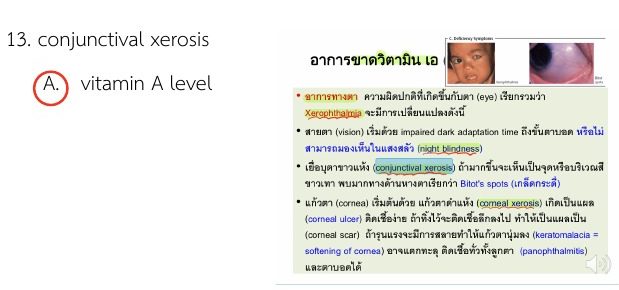 13. conjunctival xerosis
A. vitamin A level
C. Deficiency Symptoms
อาการขาดวิตามิน เอ (
Xerophthalmia
Bitot
spots
• อาการทางตา ความผิดปกติที่เกิดขึ้นกับตา (eye) เรียกรวมว่า
Xerophthalmia จะมีการเปลี่ยนแปลงดังนี้
• สายตา (vision) เริ่มด้วย impaired dark adaptation time ถึงขั้นตาบอด หรือไม่
สามารถมองเห็นในแสงสลัว (night blindness)
• เยื่อบุตาขาวแห้ง (conjunctival xerosis) ถ้ามากขึ้นจะเห็นเป็นจุดหรือบริเวณสี
ขาวเทา พบมากทางด้านหางตาเรียกว่า Bitot's spots (เกล็ดกระดี่)
• แก้วตา (cornea) เริ่มต้นด้วย แก้วตาดำแห้ง (corneal xerosis) เกิดเป็นแผล
(corneal ulcer) ติดเชื้อง่าย ถ้าทิ้งไว้จะติดเชื้อลึกลงไป ทำให้เป็นแผลเป็น
(corneal scar) ถ้ารุนแรงจะมีการสลายทำให้แก้วตานุ่มลง (keratomalacia =
softening of cornea) อาจแตกทะลุ ติดเชื้อทั่วทั้งลูกตา (panophthalmitis)
และตาบอดได้